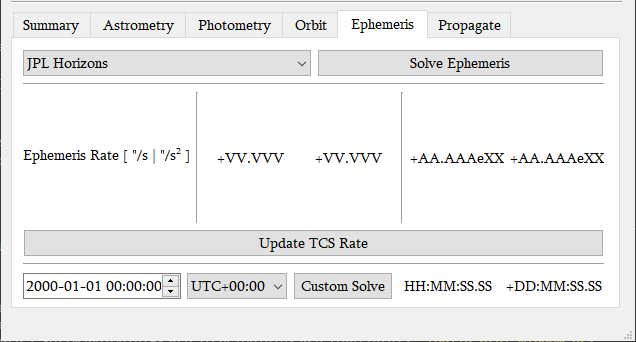 Summary Astrometry Photometry Orbit Ephemeris Propagate
JPL Horizons Solve Ephemeris
Ephemeris Rate [ "/s | "/s² ] +VV.VVV +VV.VVV +AA.AAAeXX +AA.AAAeXX
Update TCS Rate
2000-01-01 00:00:00 UTC+00:00 Custom Solve HH:MM:SS.SS +DD:MM:SS.SS